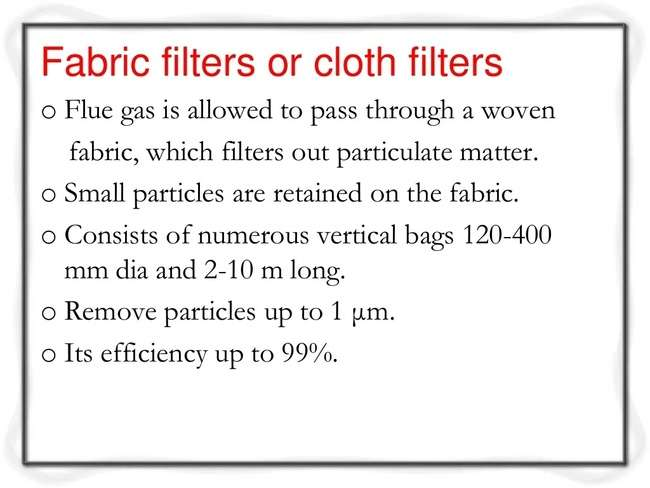 Fabric filters or cloth filters
o Flue gas is allowed to pass through a woven
fabric, which filters out particulate matter.
o Small particles are retained on the fabric.
o Consists of numerous vertical bags 120-400
mm dia and 2-10 m long.
o Remove particles up to 1 µm.
o Its efficiency up to 99%.